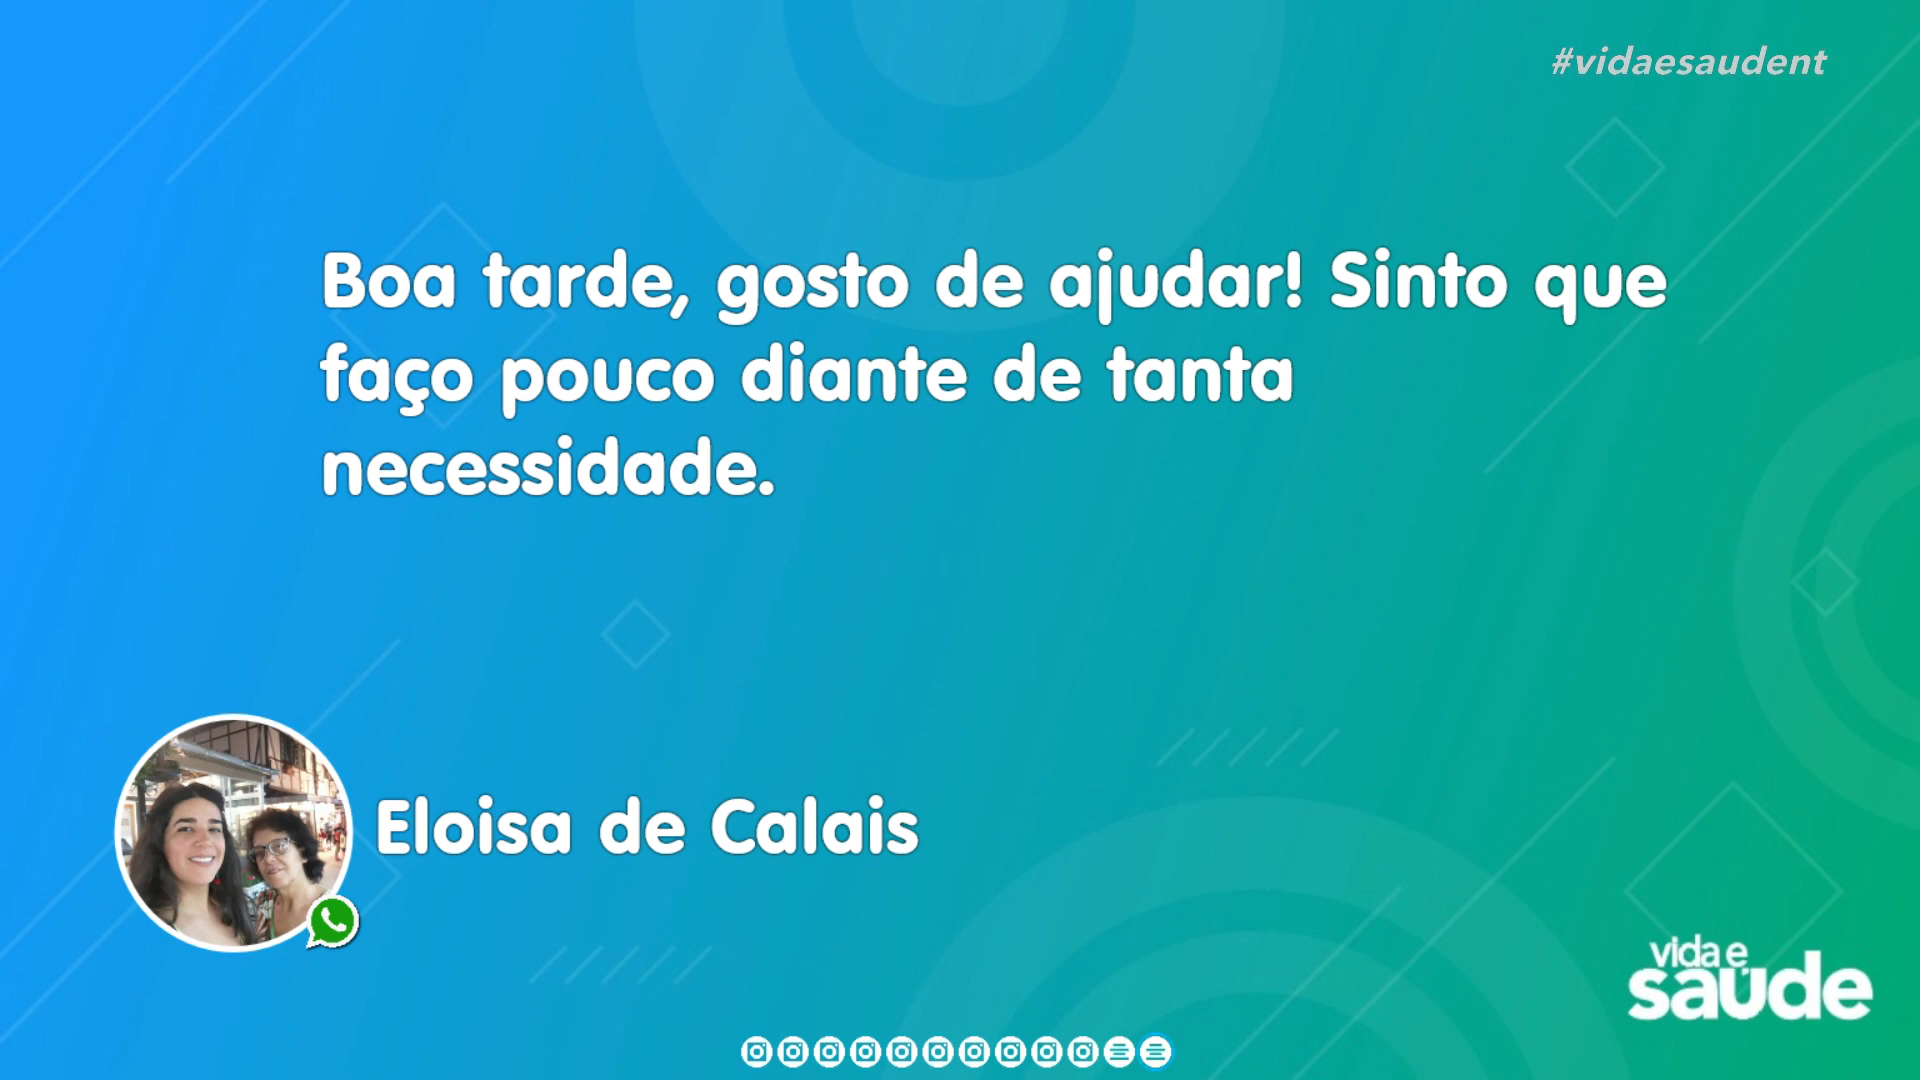 #vidaesaudent
Boa tarde, gosto de ajudar! Sinto que
faço pouco diante de tanta
necessidade.
Eloisa de Calais
vida e
saúde